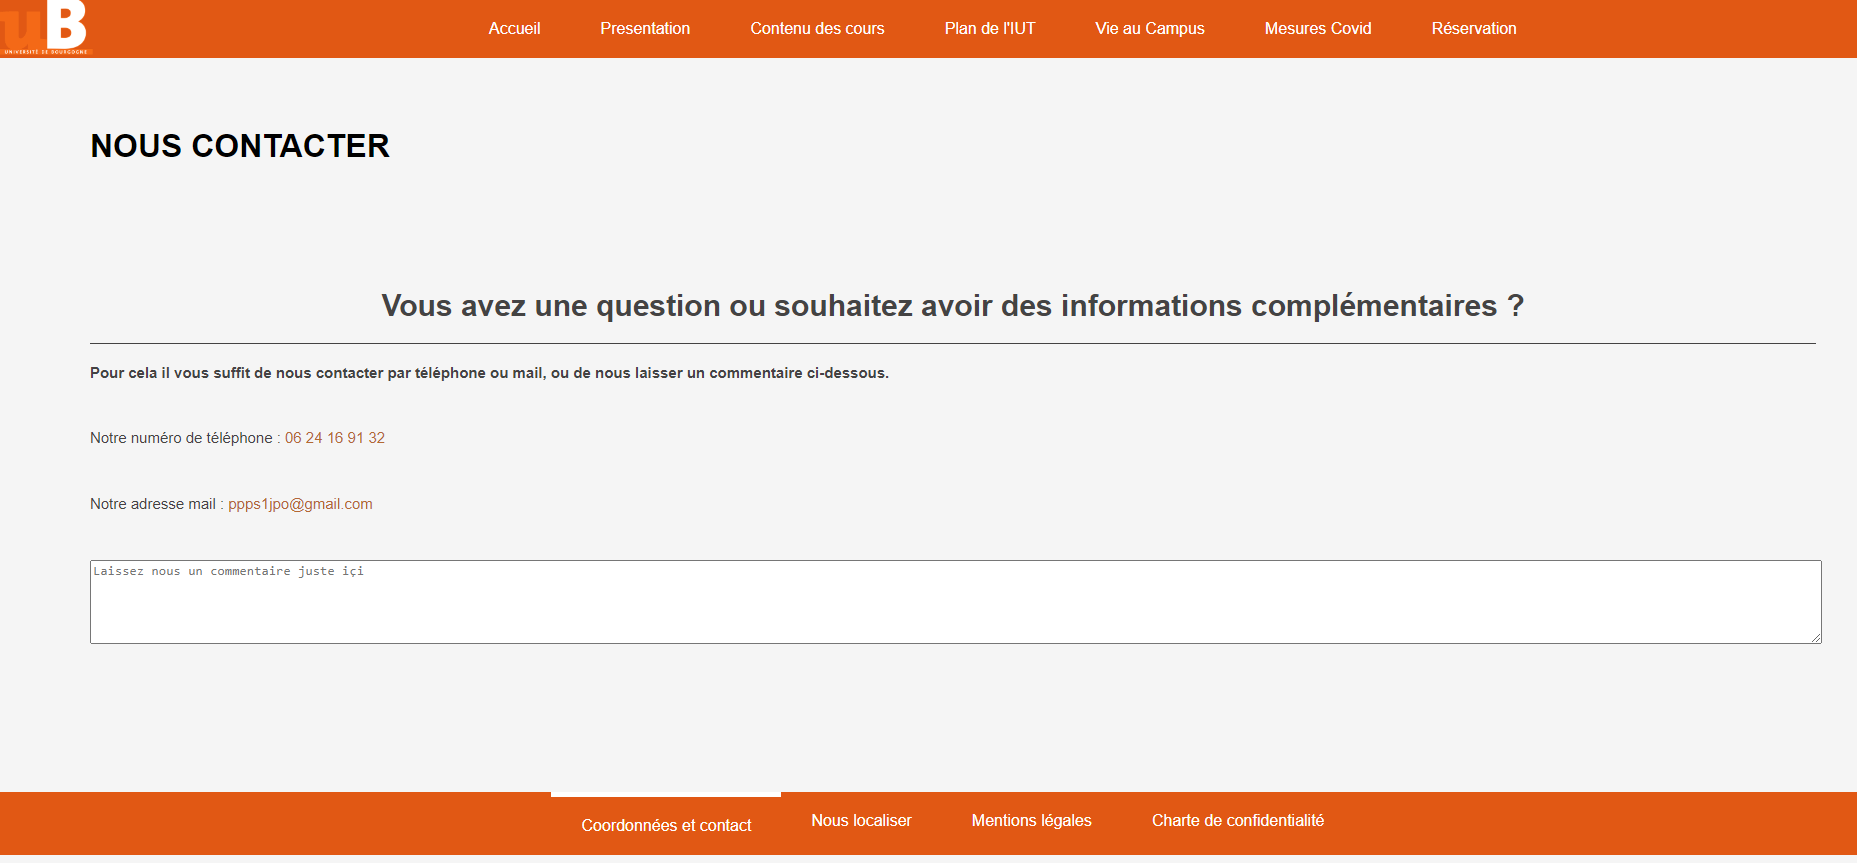 uB
UNIVERSITÉ DE BOURGOGNE
Accueil Presentation Contenu des cours Plan de l'IUT Vie au Campus Mesures Covid Réservation
NOUS CONTACTER
Vous avez une question ou souhaitez avoir des informations complémentaires ?
Pour cela il vous suffit de nous contacter par téléphone ou mail, ou de nous laisser un commentaire ci-dessous.
Notre numéro de téléphone : 06 24 16 91 32
Notre adresse mail : ppps1jpo@gmail.com
Laissez nous un commentaire juste içi
Coordonnées et contact Nous localiser Mentions légales Charte de confidentialité